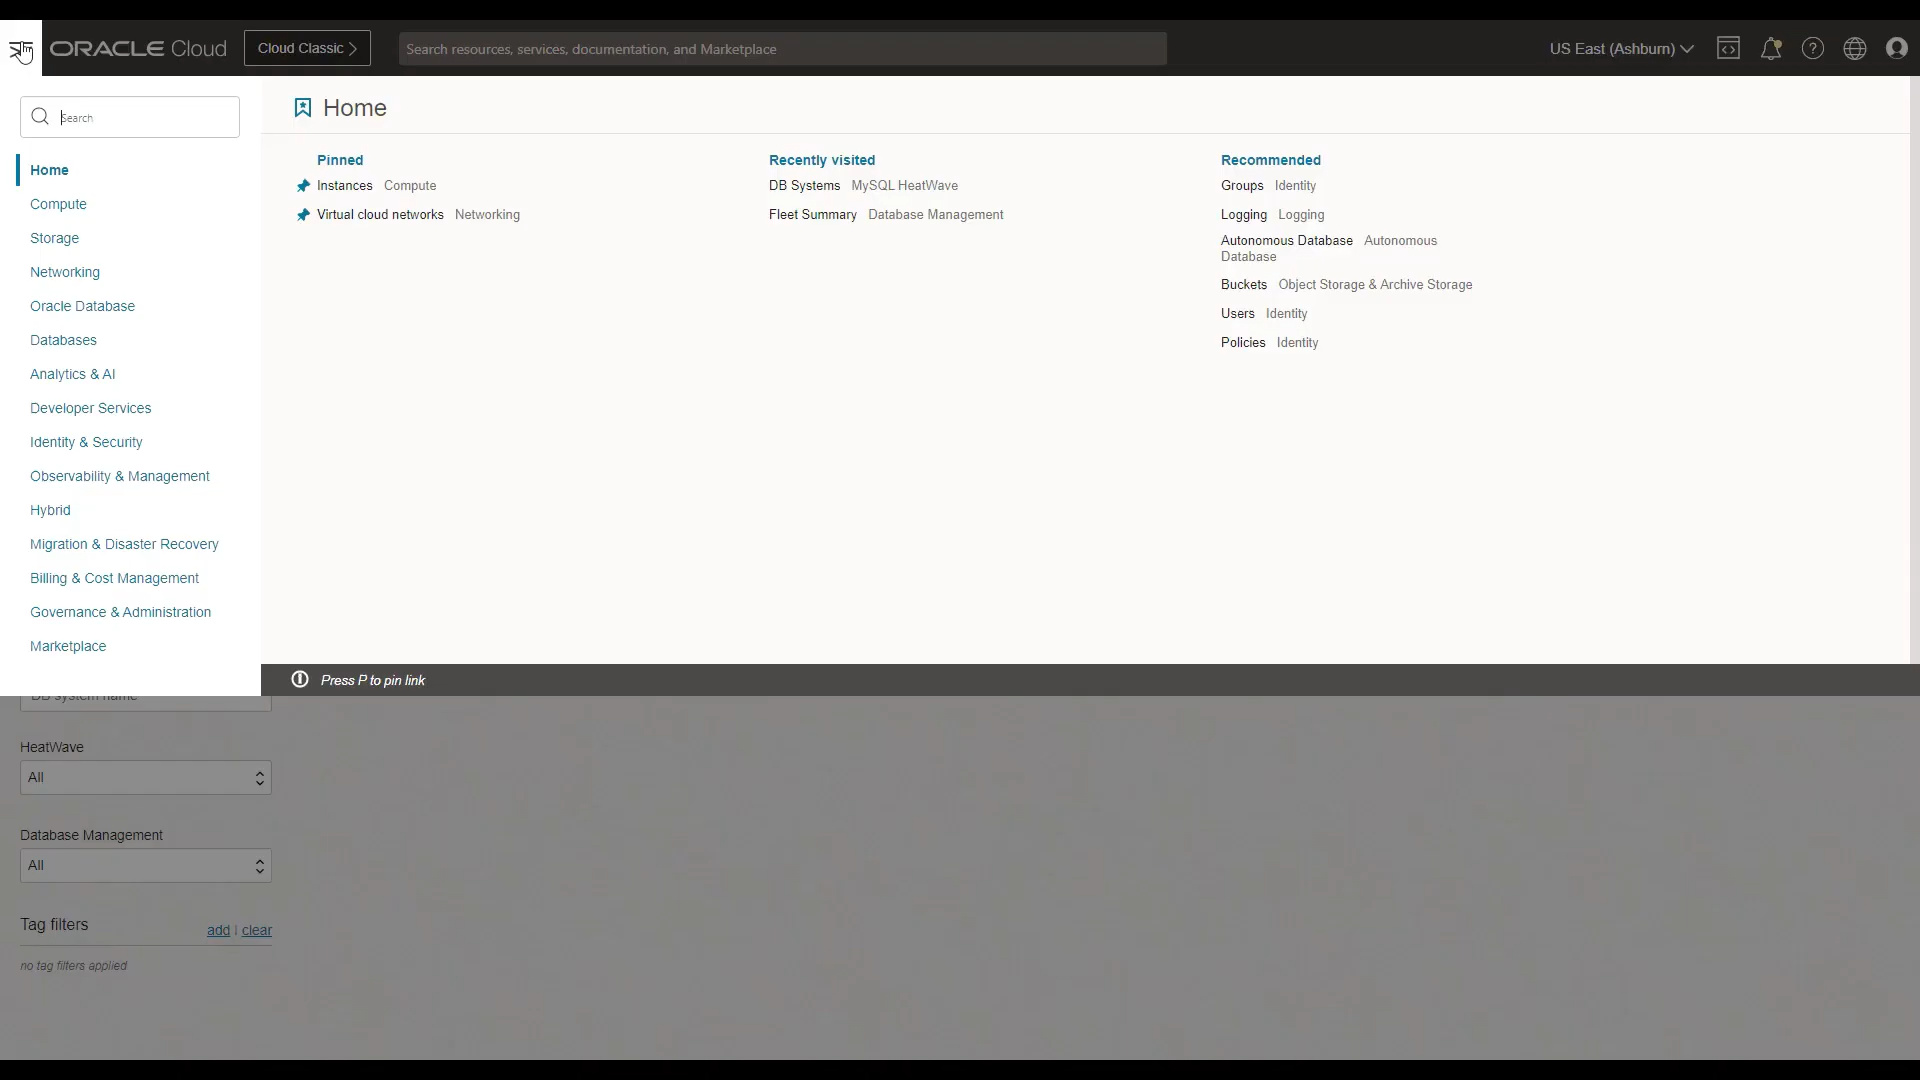 ORACLE Cloud
Cloud Classic
Search resources, services, documentation, and Marketplace
US East (Ashburn)
Search
Home
Compute
Storage
Networking
Oracle Database
Databases
Analytics & AI
Developer Services
Identity & Security
Observability & Management
Hybrid
Migration & Disaster Recovery
Billing & Cost Management
Governance & Administration
Marketplace
Home
Pinned
Instances Compute
Virtual cloud networks Networking
Recently visited
DB Systems MySQL HeatWave
Fleet Summary Database Management
Recommended
Groups Identity
Logging Logging
Autonomous Database Autonomous
Database
Buckets Object Storage & Archive Storage
Users Identity
Policies Identity
Press P to pin link
DB system name
HeatWave
All
Database Management
All
Tag filters
add | clear
no tag filters applied